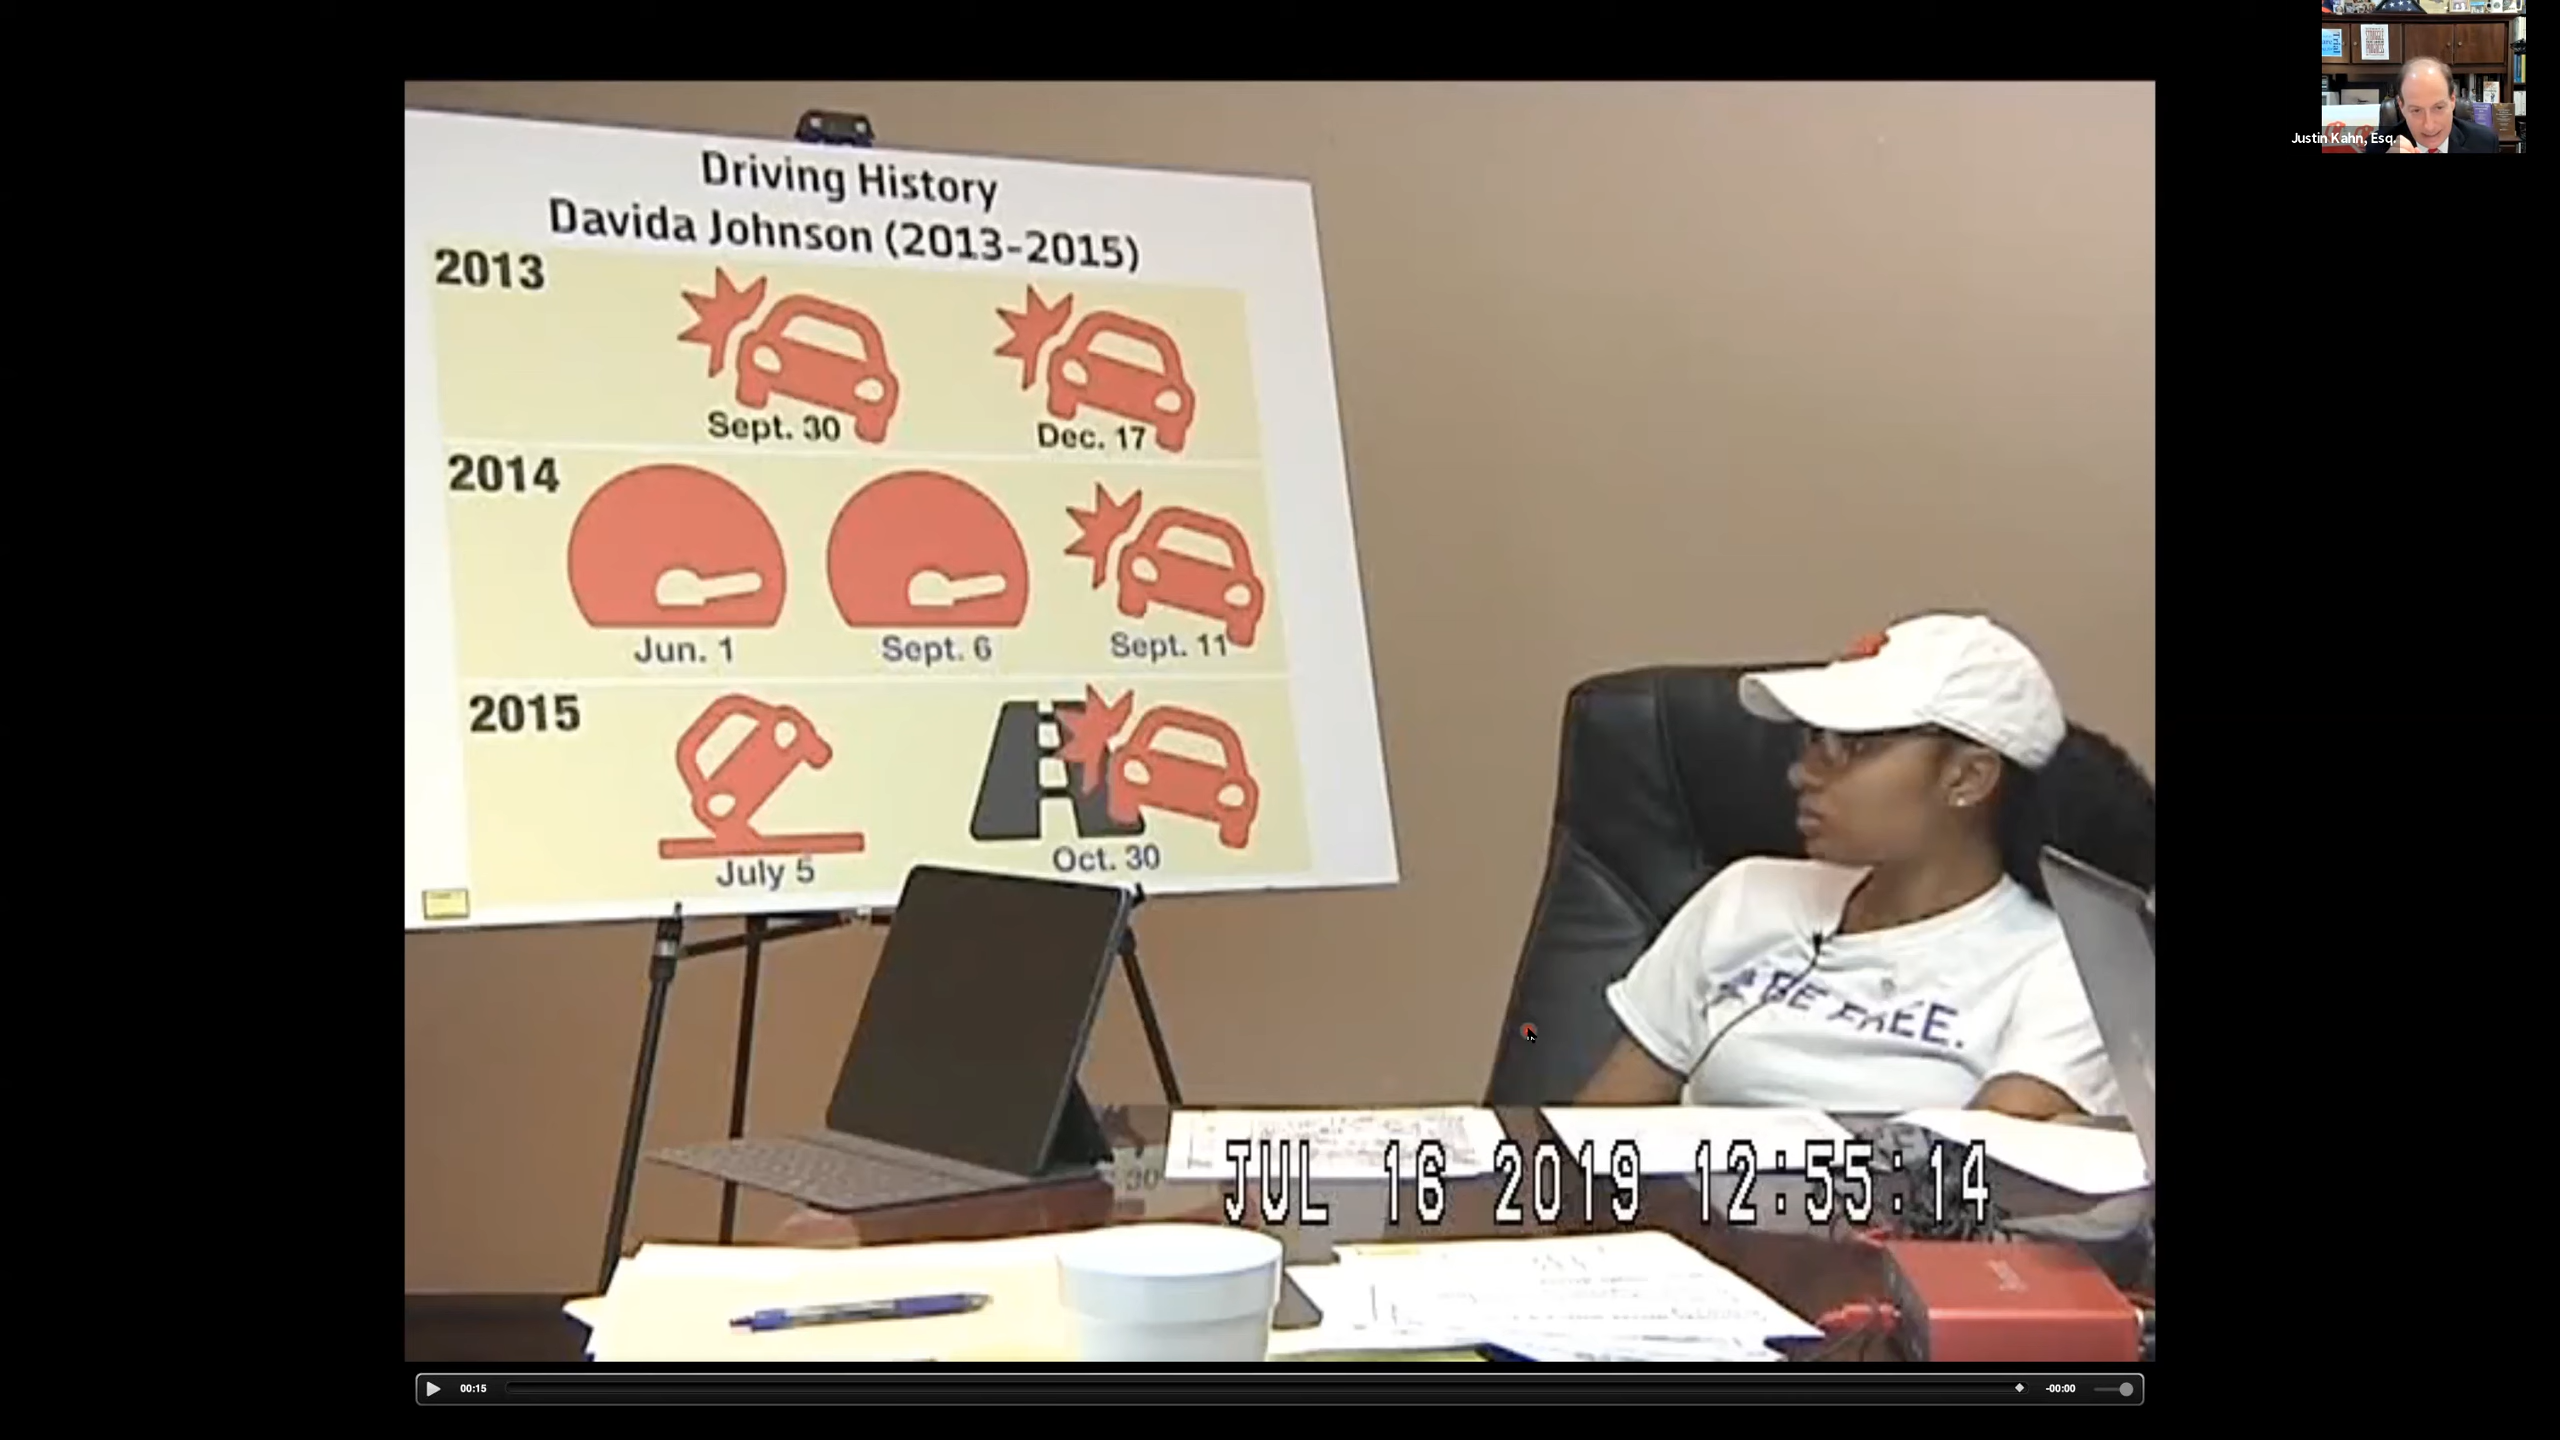 Driving History
Davida Johnson (2013-2015)
2013
Sept. 30
Dec. 17
2014
Jun. 1
Sept. 6
Sept. 11
2015
July 5
Oct. 30
BE FREE.
JUL 16 2019 12:55:14
00:15
-00:00
Trial
Justin Kahn, Esq.